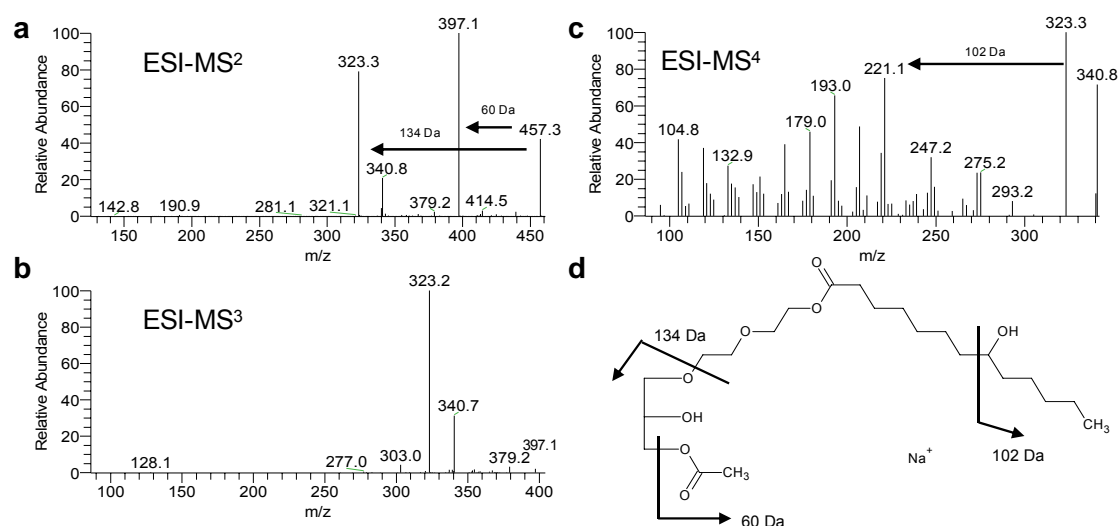 a
ESI-MS2
Relative Abundance
100
80
60
40
20
0
397.1
323.3
60 Da
134 Da
457.3
340.8
142.8
190.9
281.1
321.1
379.2
414.5
150
200
250
300
350
400
450
m/z
b
ESI-MS3
Relative Abundance
100
80
60
40
20
0
323.2
340.7
397.1
128.1
277.0
303.0
379.2
100
150
200
250
300
350
400
m/z
c
ESI-MS4
Relative Abundance
100
80
60
40
20
0
323.3
102 Da
340.8
221.1
193.0
179.0
104.8
132.9
247.2
275.2
293.2
100
150
200
250
300
m/z
d
O
O
OH
O
134 Da
O
OH
CH3
O
CH3
O
Na+
102 Da
60 Da